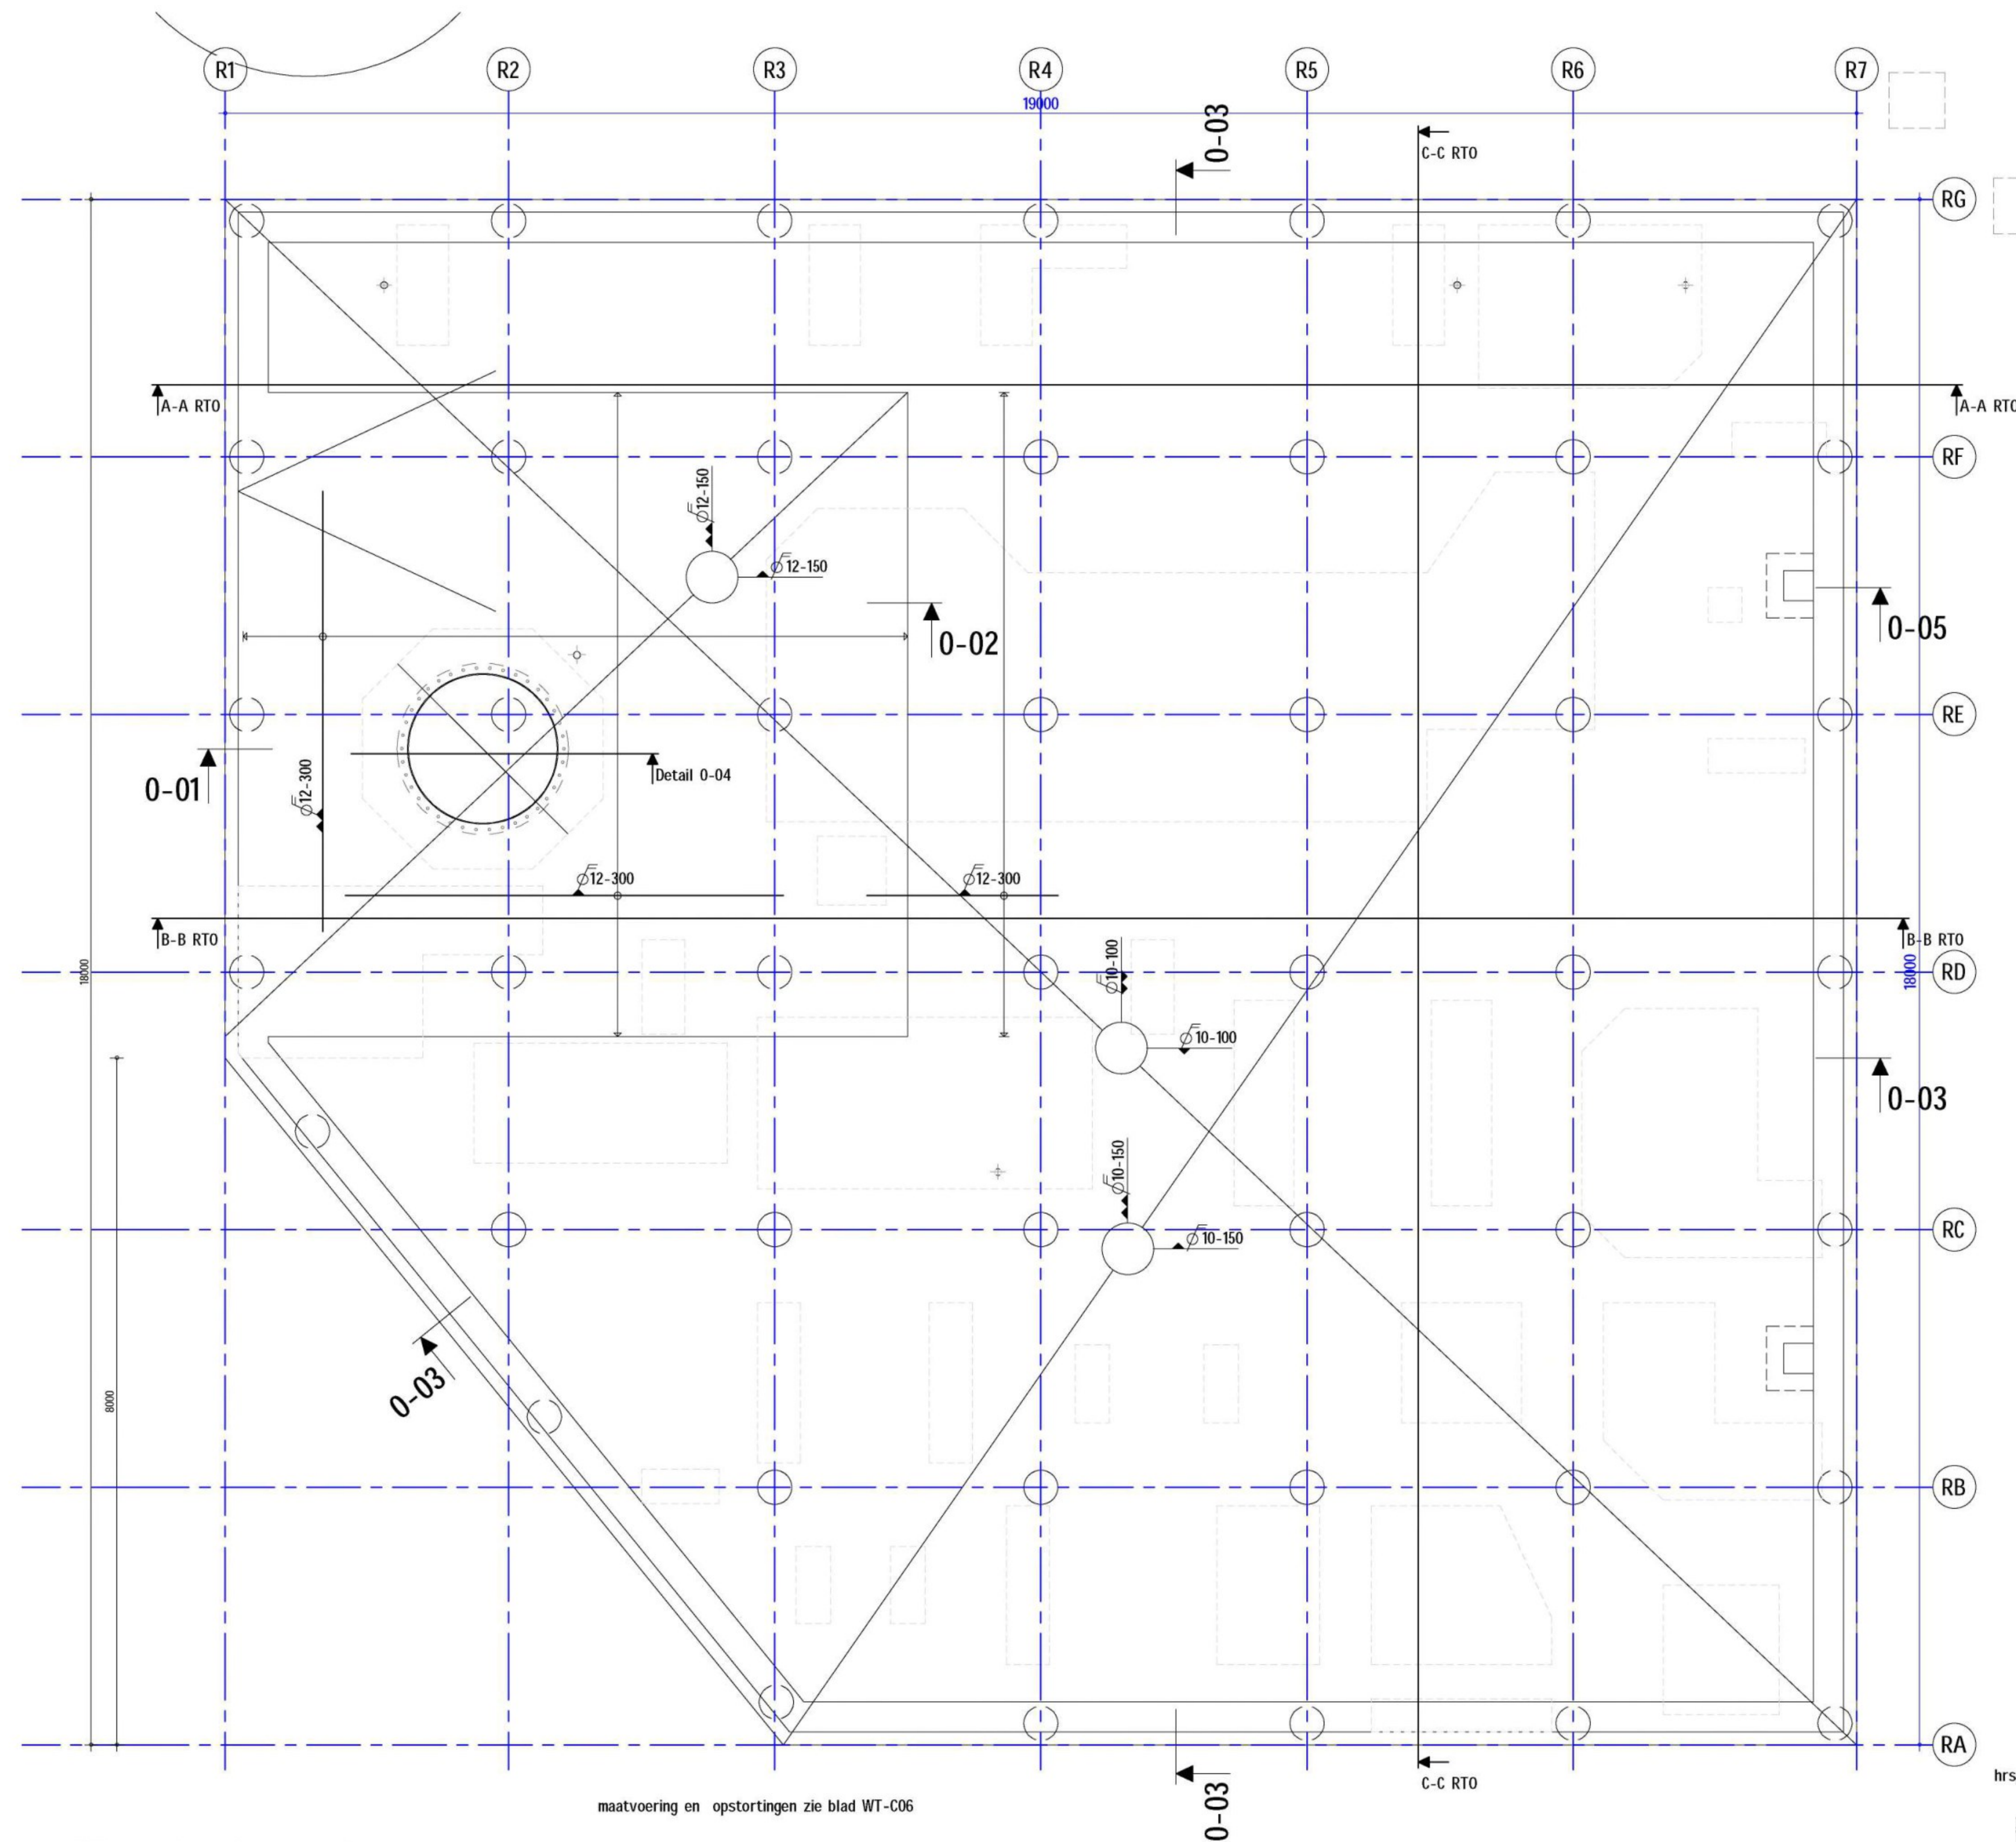 R1
R2
R3
R4
R5
R6
R7
19000
0-03
C-C RTO
RG
A-A RTO
A-A RTO
RF
Ø12-150
Ø12-150
0-02
0-05
RE
0-01
Ø12-300
Detail 0-04
Ø12-300
Ø12-300
B-B RTO
B-B RTO
18000
18000
RD
Ø10-100
Ø10-100
0-03
Ø10-150
Ø10-150
RC
0-03
8000
RB
RA
C-C RTO
hrs
0-03
maatvoering en opstortingen zie blad WT-C06